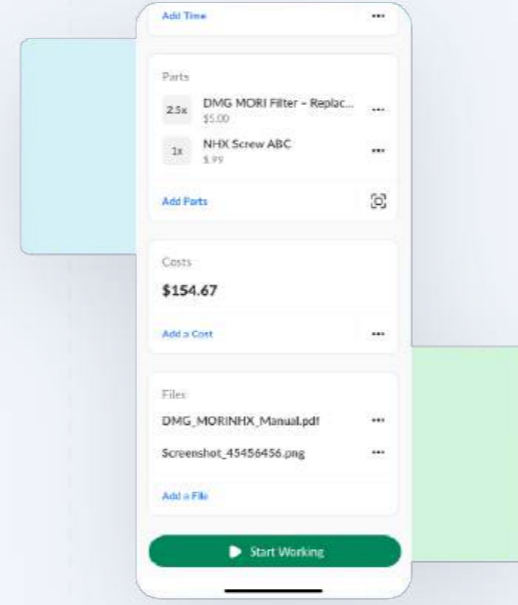 Add Time
Parts
2.5x DMG MORI Filter – Replac...
$5.00
1x NHX Screw ABC
$.99
Add Parts
Costs
$154.67
Add a Cost
Files
DMG_MORINHX_Manual.pdf
Screenshot_45456456.png
Add a File
Start Working